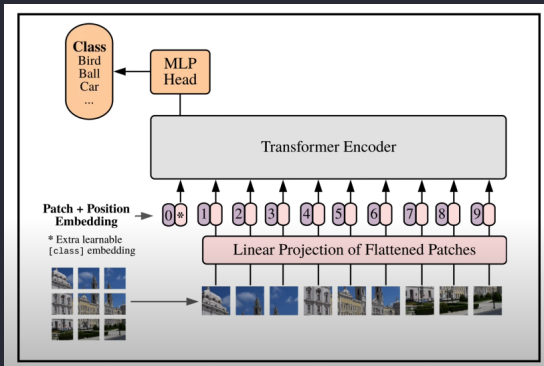 Class
Bird
Ball
Car
...
MLP
Head
Transformer Encoder
Patch + Position
Embedding
0 * 1 2 3 4 5 6 7 8 9
* Extra learnable
[class] embedding
Linear Projection of Flattened Patches